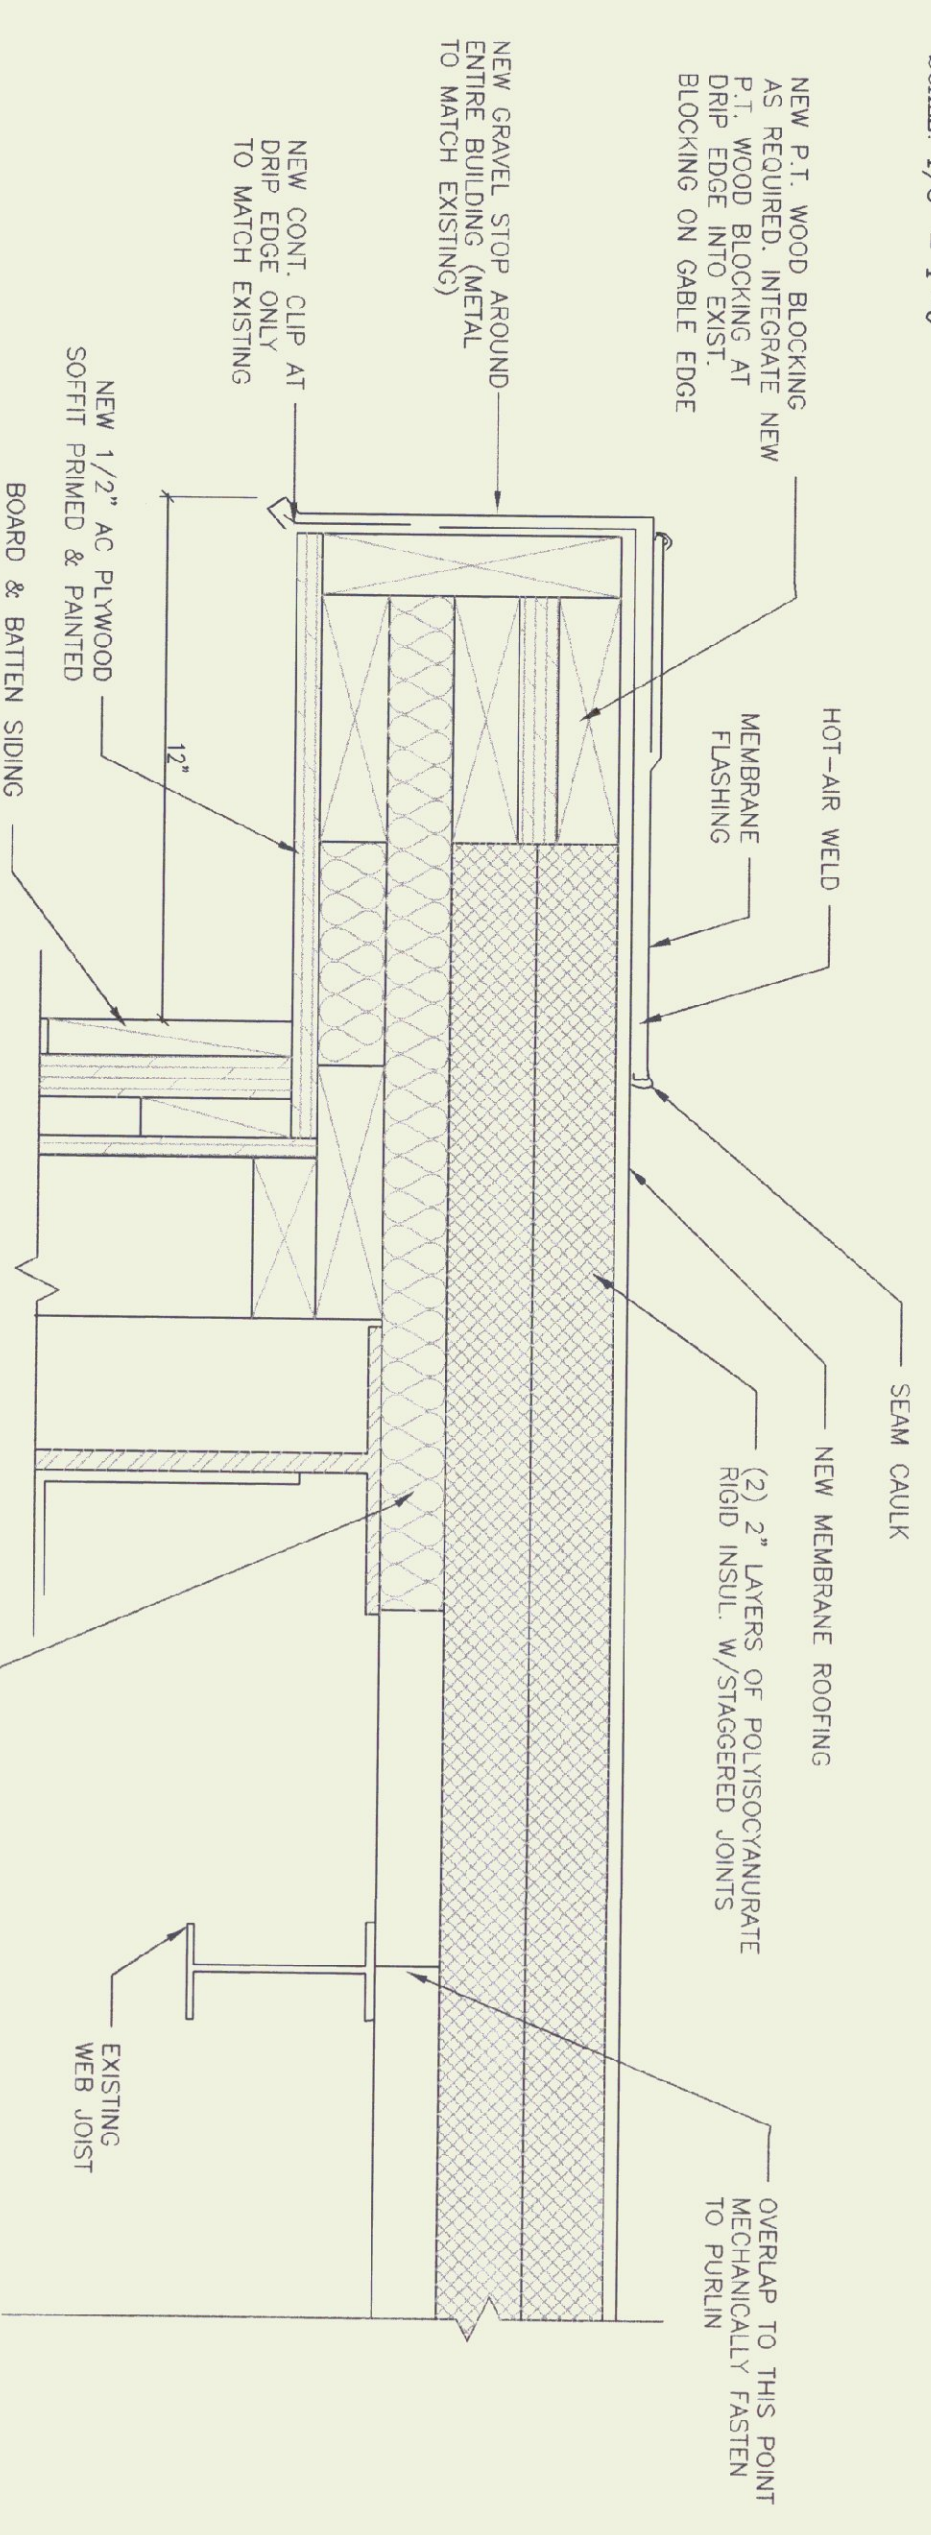 NEW P.T. WOOD BLOCKING
AS REQUIRED. INTEGRATE NEW
P.T. WOOD BLOCKING AT
DRIP EDGE INTO EXIST.
BLOCKING ON GABLE EDGE
HOT-AIR WELD
MEMBRANE
FLASHING
SEAM CAULK
NEW MEMBRANE ROOFING
(2) 2" LAYERS OF POLYISOCYANURATE
RIGID INSUL. W/STAGGERED JOINTS
OVERLAP TO THIS POINT
MECHANICALLY FASTEN
TO PURLIN
NEW GRAVEL STOP AROUND
ENTIRE BUILDING (METAL
TO MATCH EXISTING)
NEW CONT. CLIP AT
DRIP EDGE ONLY
TO MATCH EXISTING
12"
NEW 1/2" AC PLYWOOD
SOFFIT PRIMED & PAINTED
BOARD & BATTEN SIDING
EXISTING
WEB JOIST